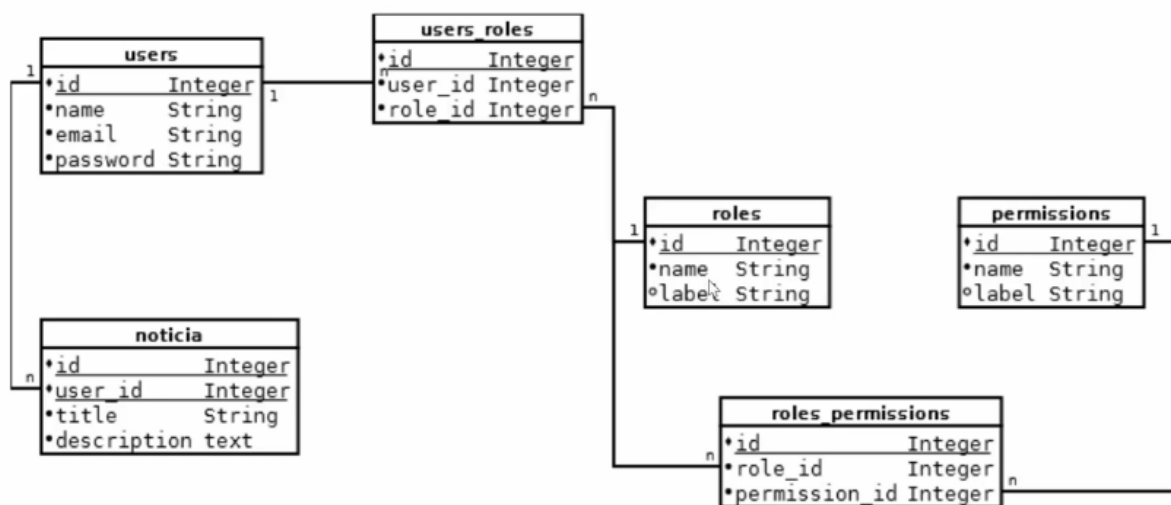 users
1
id Integer
1
name String
email String
password String
users_roles
id Integer
n
user_id Integer
n
role_id Integer
roles
1
id Integer
name String
label String
permissions
1
id Integer
name String
label String
noticia
id Integer
n
user_id Integer
title String
description text
roles_permissions
id Integer
n
role_id Integer
n
permission_id Integer